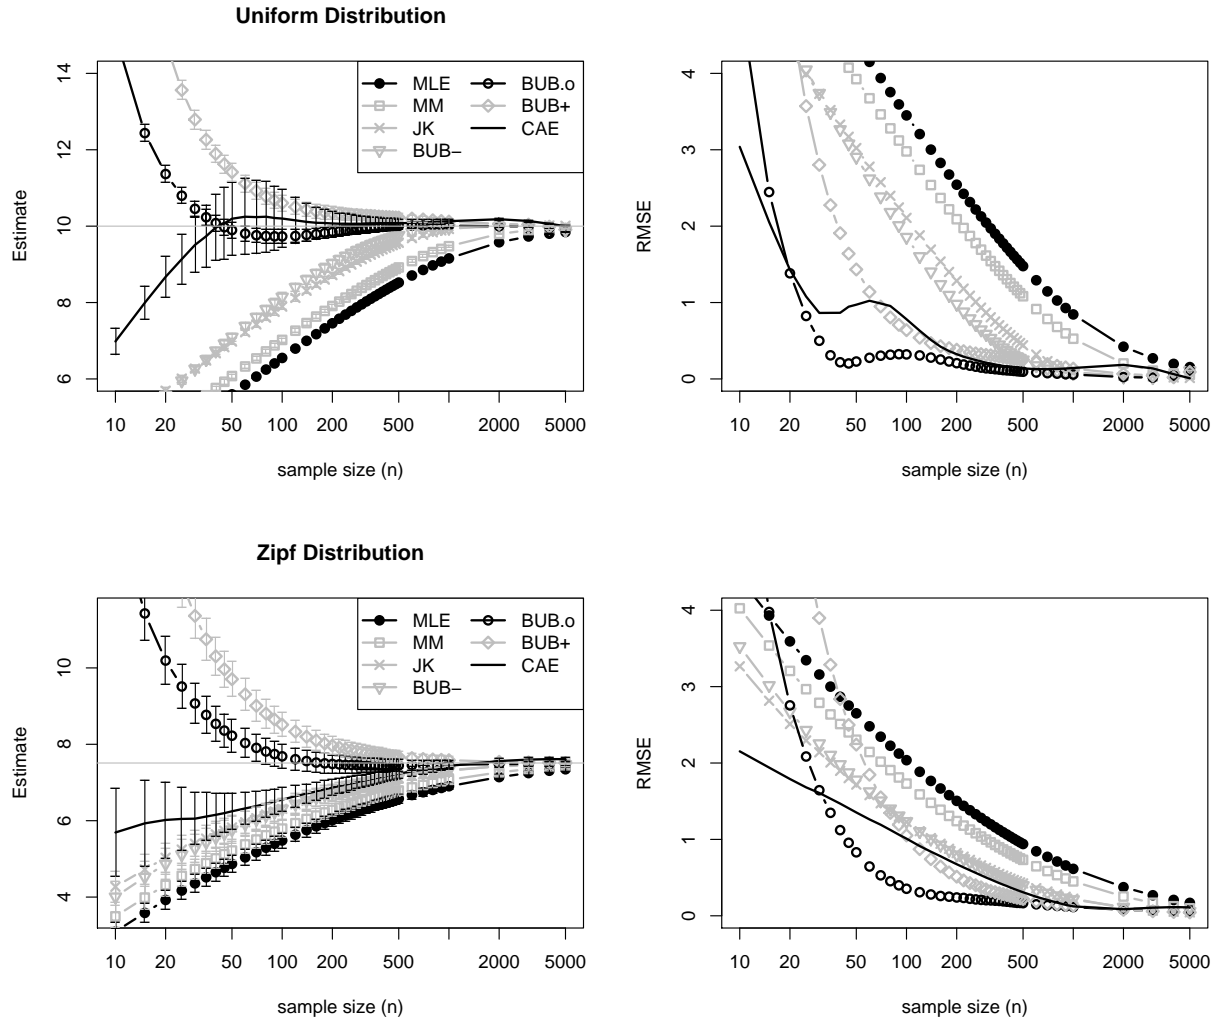 Uniform Distribution
Estimate
14
12
10
8
6
MLE
MM
JK
BUB−
BUB.o
BUB+
CAE
10 20 50 100 200 500 2000 5000
sample size (n)
RMSE
4
3
2
1
0
10 20 50 100 200 500 2000 5000
sample size (n)
Zipf Distribution
Estimate
10
8
6
4
MLE
MM
JK
BUB−
BUB.o
BUB+
CAE
10 20 50 100 200 500 2000 5000
sample size (n)
RMSE
4
3
2
1
0
10 20 50 100 200 500 2000 5000
sample size (n)